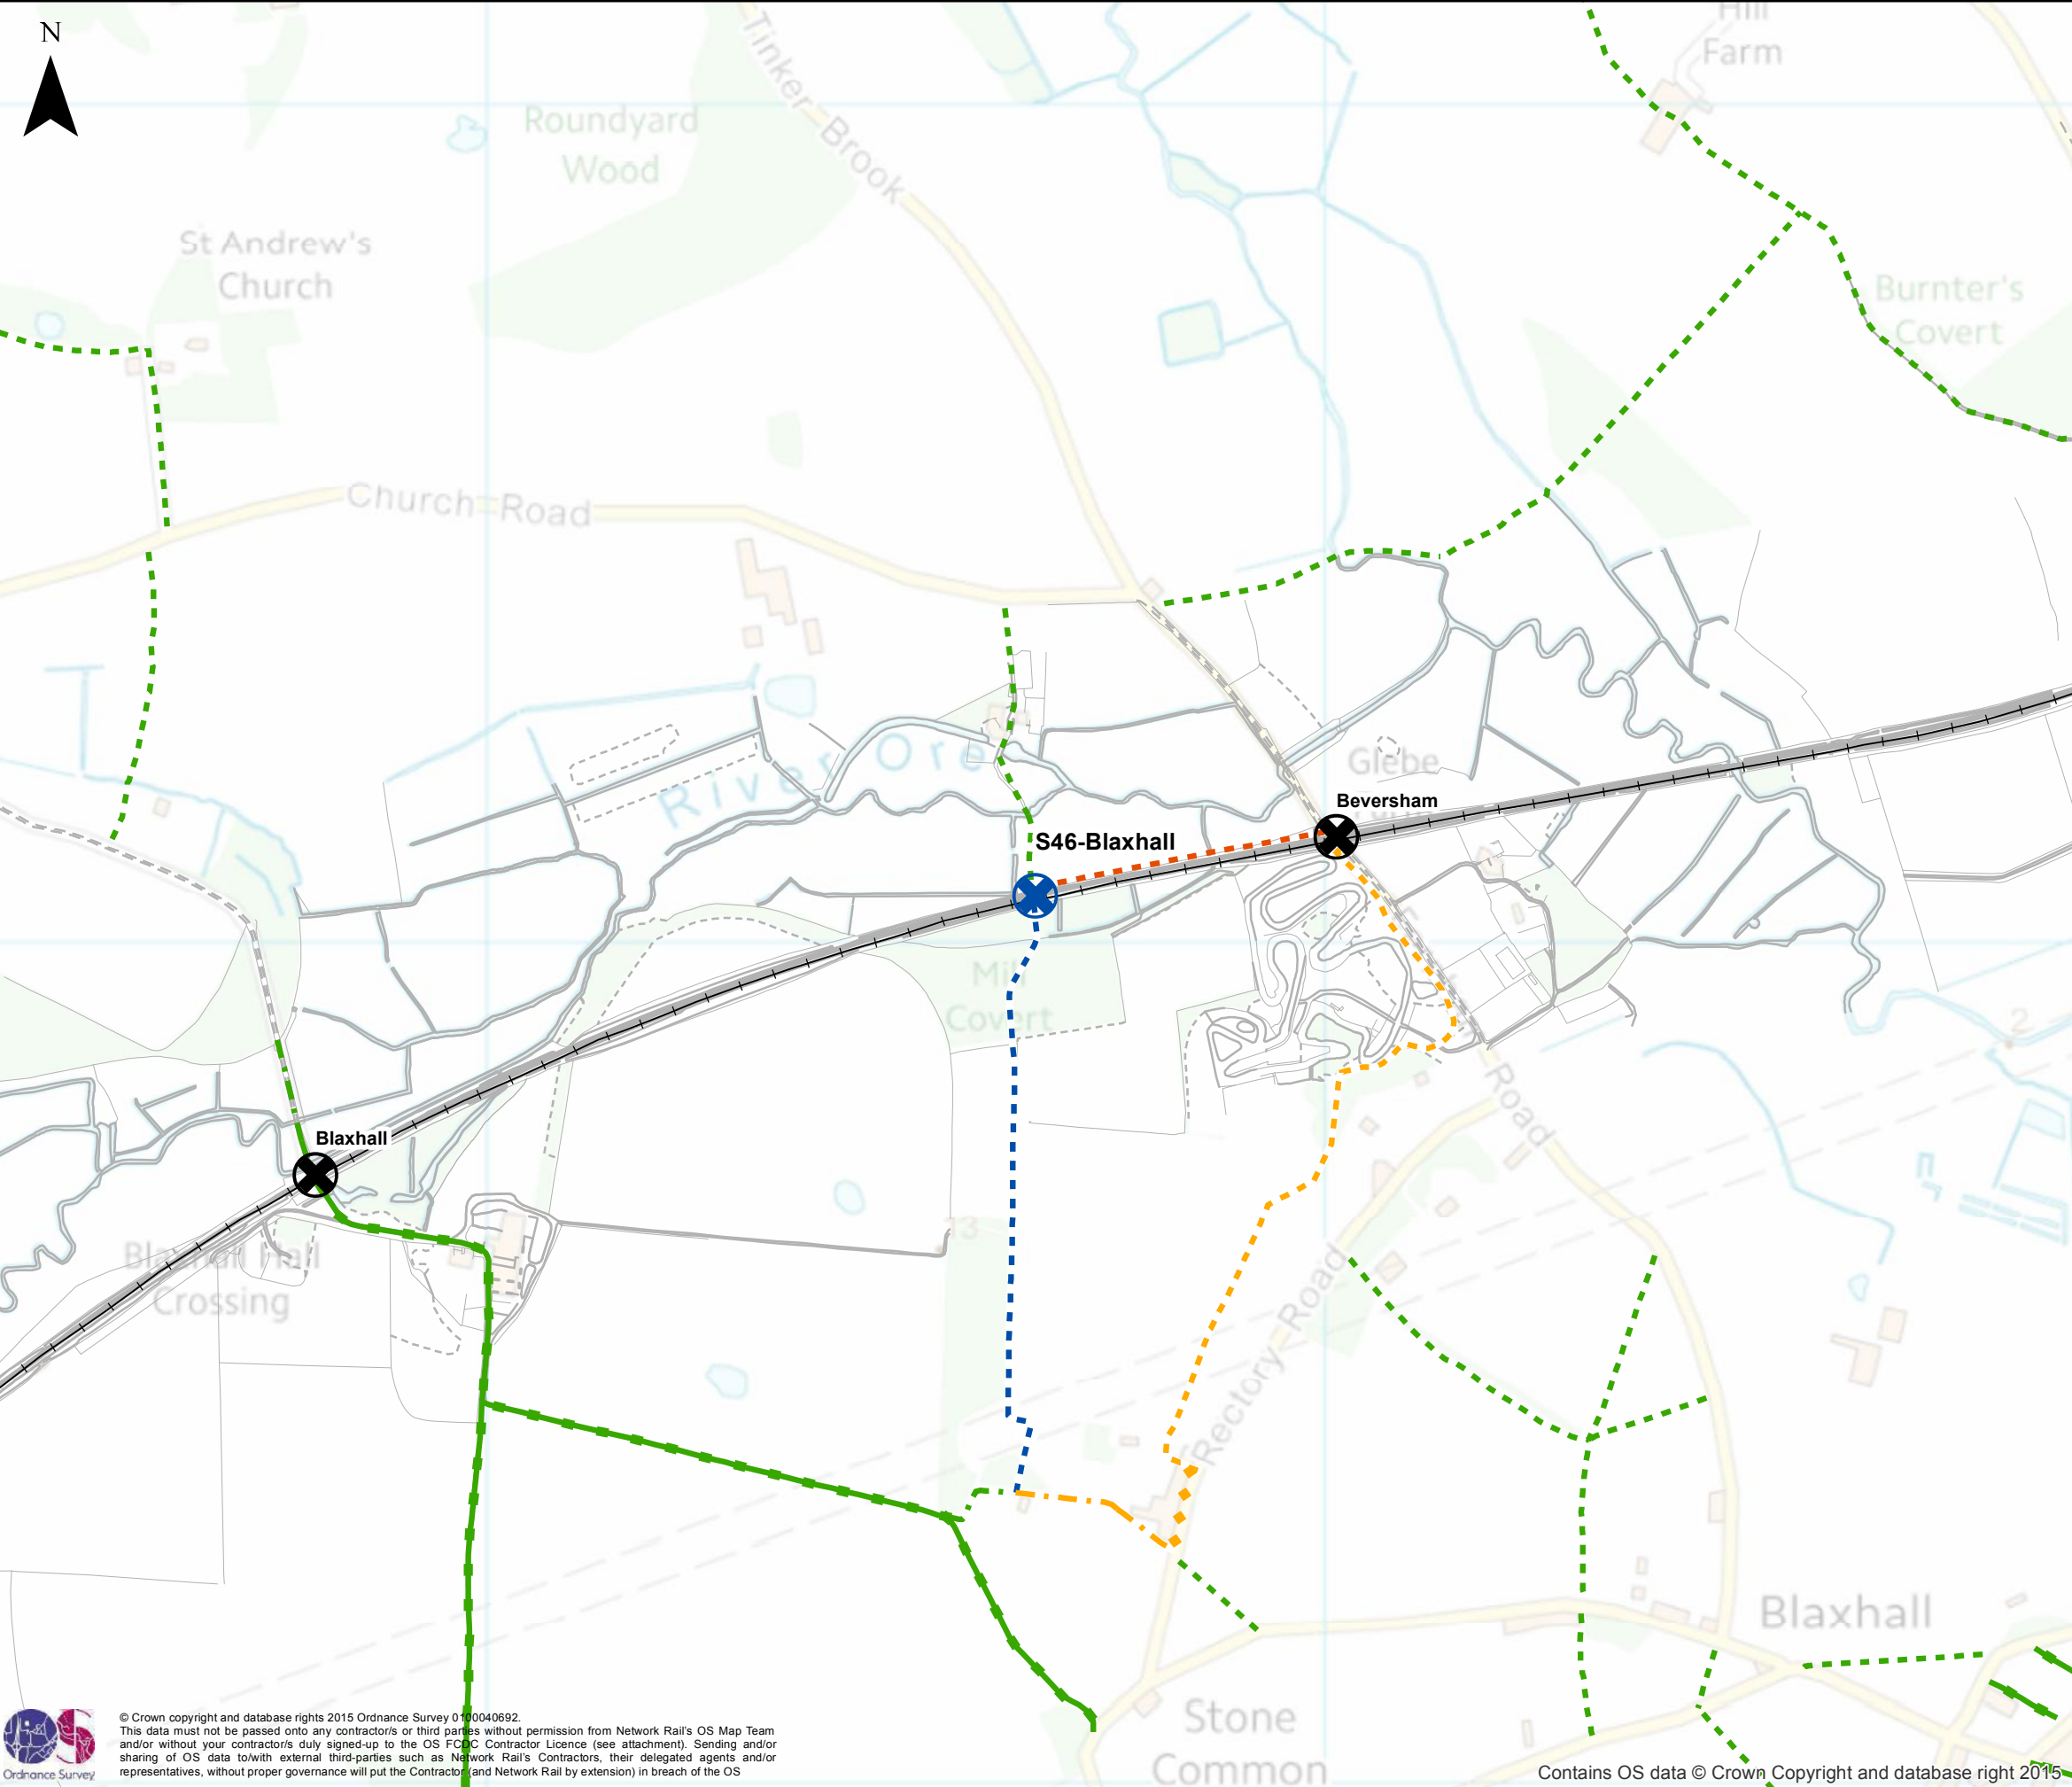 N
Hill
Farm
Tinker Brook
Roundyard
Wood
St Andrew's
Church
Burnter's
Covert
Church Road
River Ore
Glebe
Beversham
S46-Blaxhall
Mill
Covert
2
Road
Blaxhall
13
Blaxhall Hall
Crossing
Rectory Road
Blaxhall
Stone
Common
Ordnance Survey
© Crown copyright and database rights 2015 Ordnance Survey 0100040692.
This data must not be passed onto any contractor/s or third parties without permission from Network Rail's OS Map Team
and/or without your contractor/s duly signed-up to the OS FCDC Contractor Licence (see attachment). Sending and/or
sharing of OS data to/with external third-parties such as Network Rail's Contractors, their delegated agents and/or
representatives, without proper governance will put the Contractor (and Network Rail by extension) in breach of the OS
Contains OS data © Crown Copyright and database right 2015